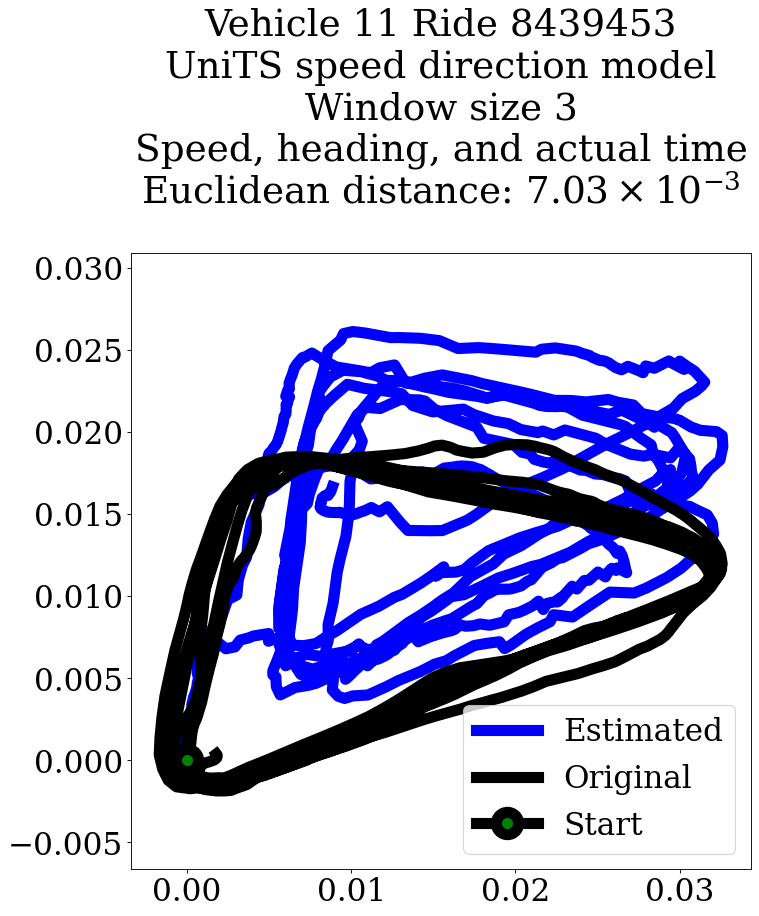 Vehicle 11 Ride 8439453
UniTS speed direction model
Window size 3
Speed, heading, and actual time
Euclidean distance: 7.03 × 10⁻³
0.030
0.025
0.020
0.015
0.010
0.005
0.000
−0.005
0.00 0.01 0.02 0.03
Estimated
Original
Start